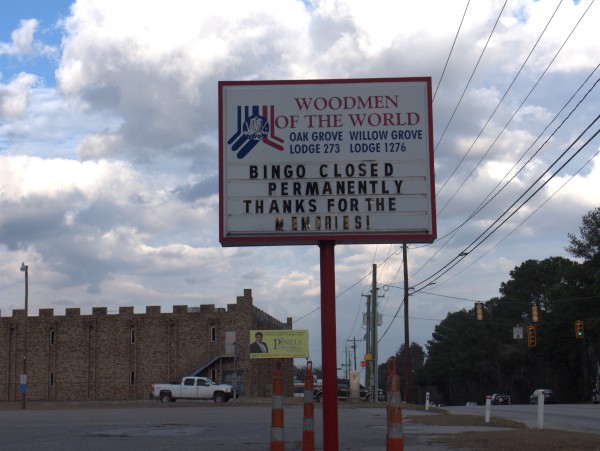 WOODMEN
OF THE WORLD
OAK GROVE WILLOW GROVE
LODGE 273 LODGE 1276
BINGO CLOSED
PERMANENTLY
THANKS FOR THE
MEMORIES!
PINILLA